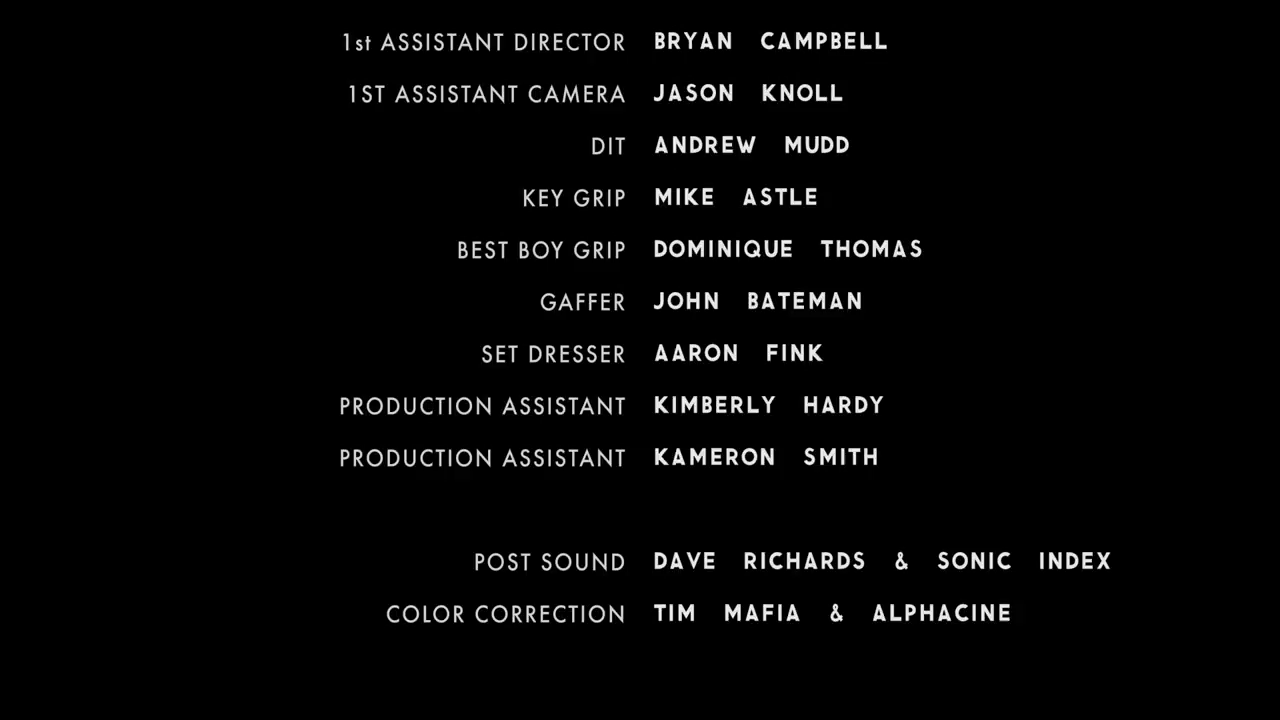 1st ASSISTANT DIRECTOR BRYAN CAMPBELL
1ST ASSISTANT CAMERA JASON KNOLL
DIT ANDREW MUDD
KEY GRIP MIKE ASTLE
BEST BOY GRIP DOMINIQUE THOMAS
GAFFER JOHN BATEMAN
SET DRESSER AARON FINK
PRODUCTION ASSISTANT KIMBERLY HARDY
PRODUCTION ASSISTANT KAMERON SMITH
POST SOUND DAVE RICHARDS & SONIC INDEX
COLOR CORRECTION TIM MAFIA & ALPHACINE